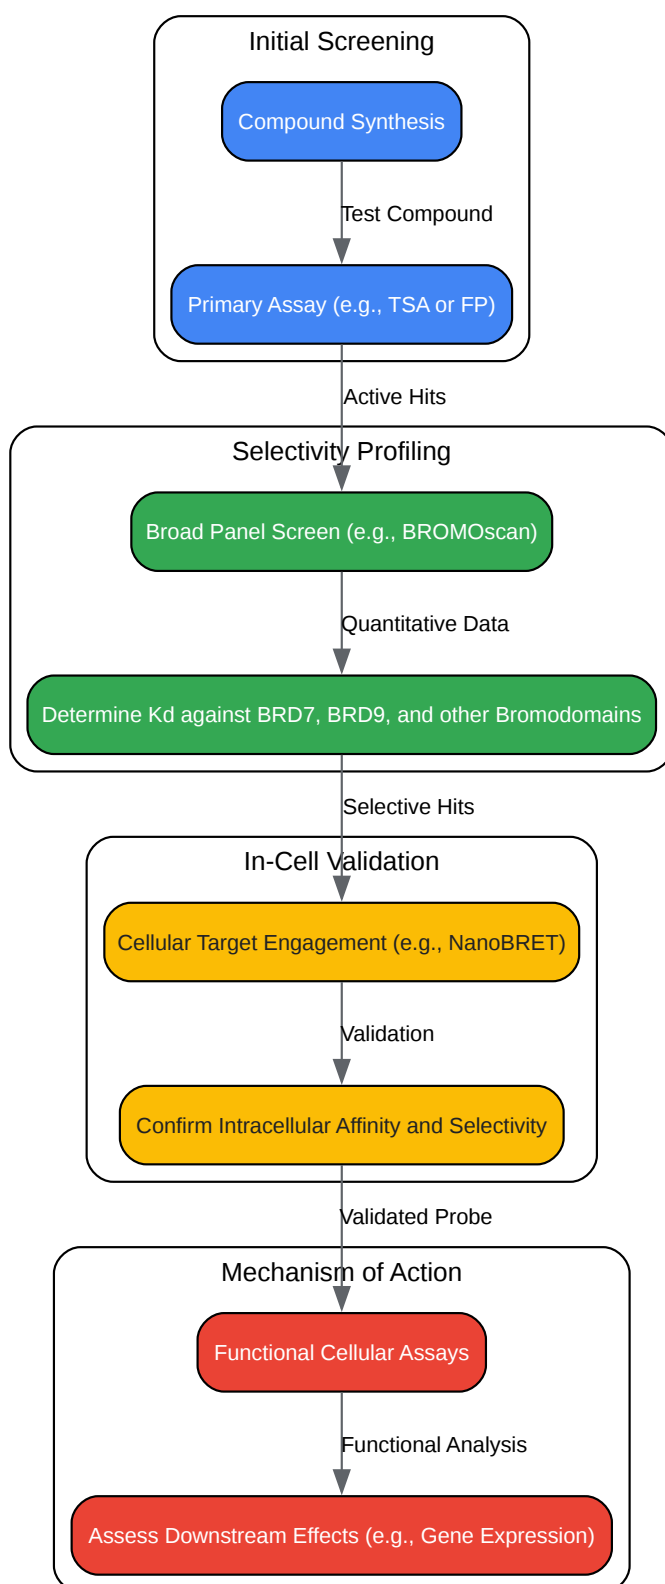 Initial Screening
Compound Synthesis
Test Compound
Primary Assay (e.g., TSA or FP)
Active Hits
Selectivity Profiling
Broad Panel Screen (e.g., BROMOscan)
Quantitative Data
Determine Kd against BRD7, BRD9, and other Bromodomains
Selective Hits
In-Cell Validation
Cellular Target Engagement (e.g., NanoBRET)
Validation
Confirm Intracellular Affinity and Selectivity
Validated Probe
Mechanism of Action
Functional Cellular Assays
Functional Analysis
Assess Downstream Effects (e.g., Gene Expression)